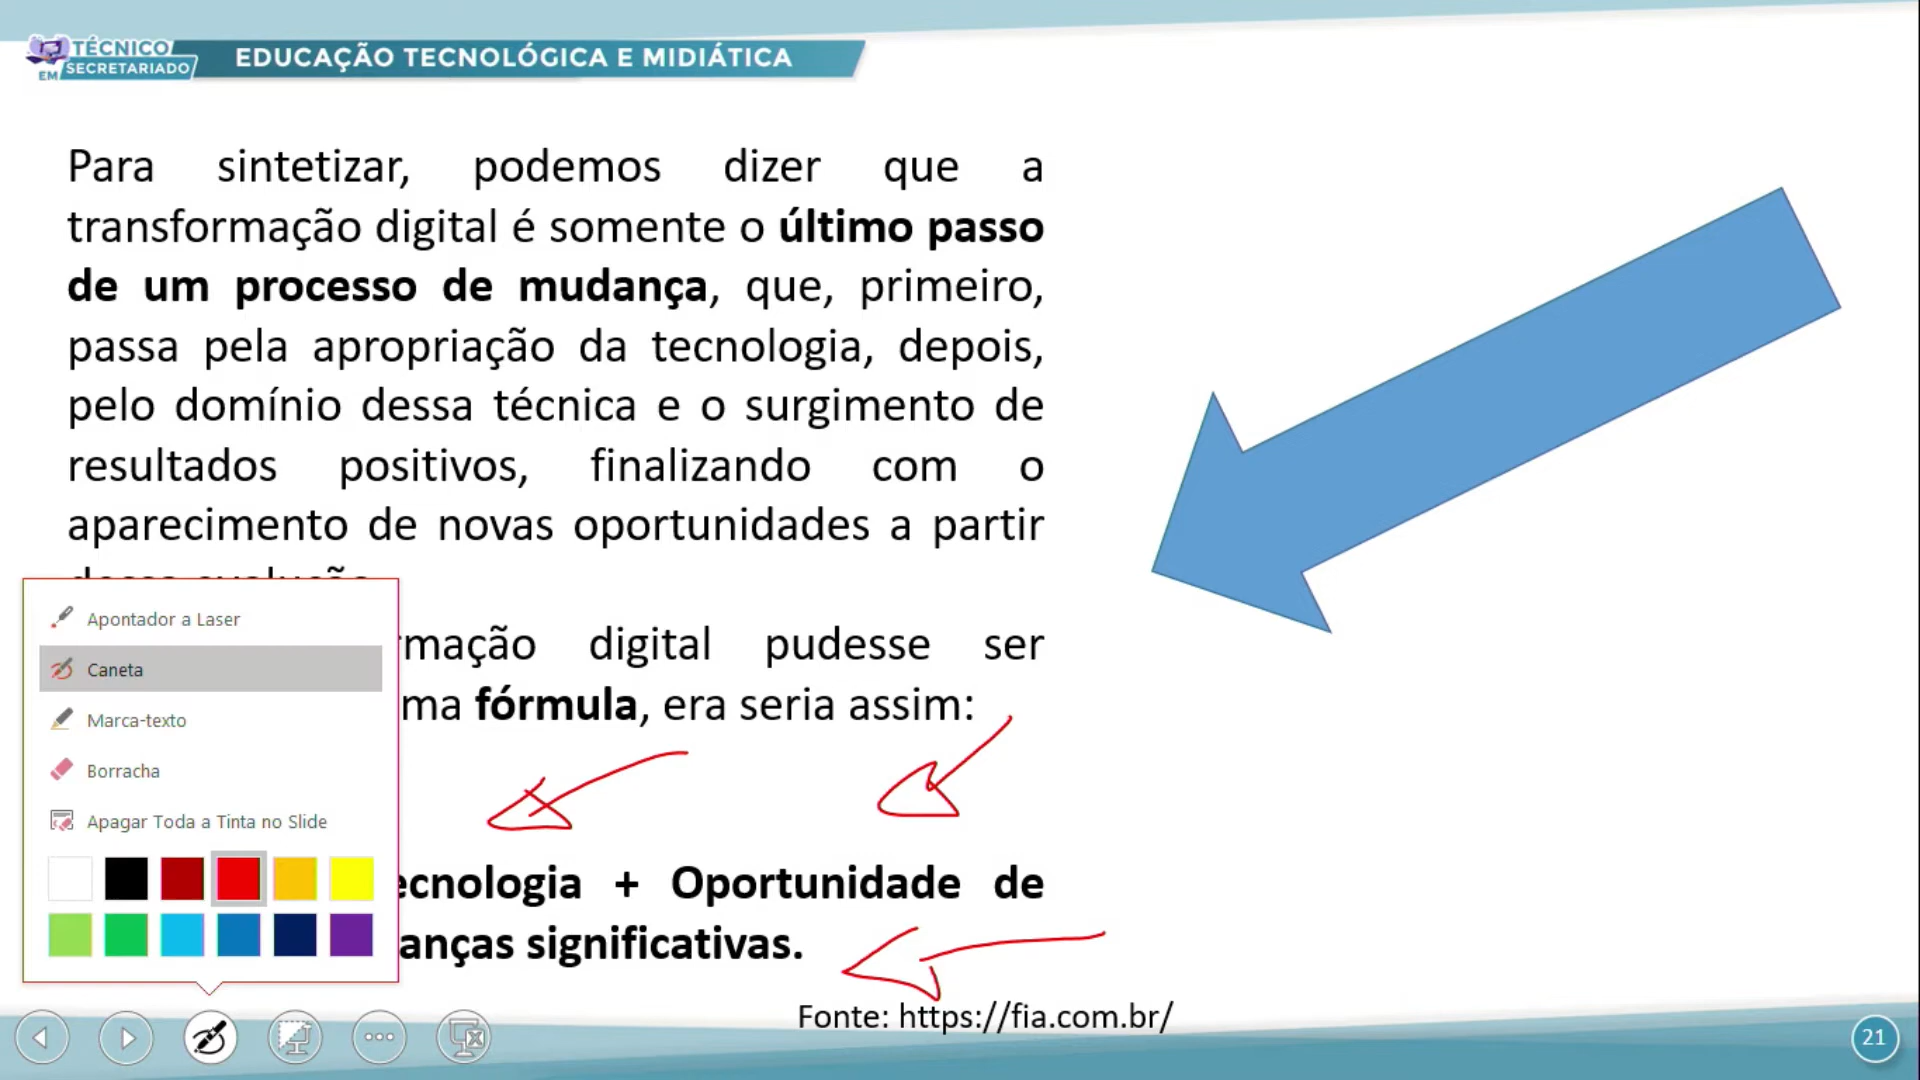 TÉCNICO
EM SECRETARIADO
EDUCAÇÃO TECNOLÓGICA E MIDIÁTICA
Para sintetizar, podemos dizer que a
transformação digital é somente o último passo
de um processo de mudança, que, primeiro,
passa pela apropriação da tecnologia, depois,
pelo domínio dessa técnica e o surgimento de
resultados positivos, finalizando com o
aparecimento de novas oportunidades a partir
rmação digital pudesse ser
ma fórmula, era seria assim:
ecnologia + Oportunidade de
anças significativas.
Fonte: https://fia.com.br/
Apontador a Laser
Caneta
Marca-texto
Borracha
Apagar Toda a Tinta no Slide
21